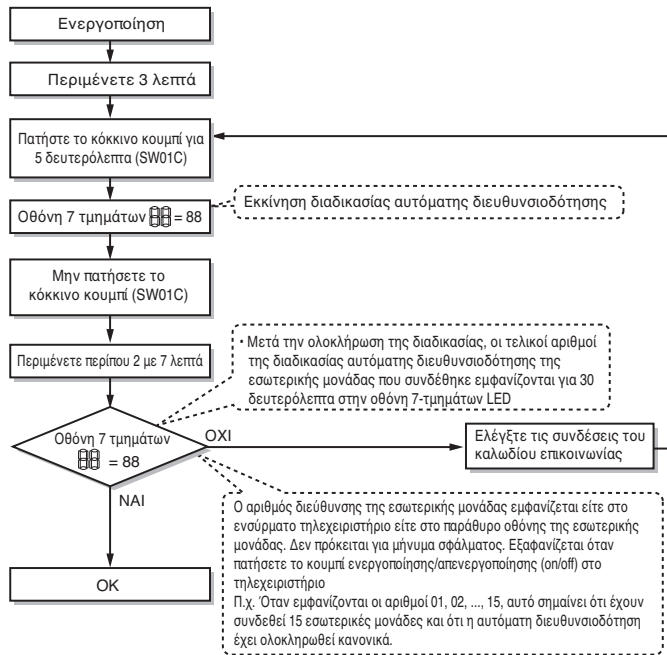 Ενεργοποίηση
Περιμένετε 3 λεπτά
Πατήστε το κόκκινο κουμπί για
5 δευτερόλεπτα (SW01C)
Οθόνη 7 τμημάτων 88 = 88
Εκκίνηση διαδικασίας αυτόματης διευθυνσιοδότησης
Μην πατήσετε το
κόκκινο κουμπί (SW01C)
Περιμένετε περίπου 2 με 7 λεπτά
· Μετά την ολοκλήρωση της διαδικασίας, οι τελικοί αριθμοί
της διαδικασίας αυτόματης διευθυνσιοδότησης της
εσωτερικής μονάδας που συνδέθηκε εμφανίζονται για 30
δευτερόλεπτα στην οθόνη 7-τμημάτων LED
Οθόνη 7 τμημάτων
88 = 88
ΟΧΙ
Ελέγξτε τις συνδέσεις του
καλωδίου επικοινωνίας
ΝΑΙ
OK
Ο αριθμός διεύθυνσης της εσωτερικής μονάδας εμφανίζεται είτε στο
ενσύρματο τηλεχειριστήριο είτε στο παράθυρο οθόνης της εσωτερικής
μονάδας. Δεν πρόκειται για μήνυμα σφάλματος. Εξαφανίζεται όταν
πατήσετε το κουμπί ενεργοποίησης/απενεργοποίησης (on/off) στο
τηλεχειριστήριο
Π.χ. Όταν εμφανίζονται οι αριθμοί 01, 02, ..., 15, αυτό σημαίνει ότι έχουν
συνδεθεί 15 εσωτερικές μονάδες και ότι η αυτόματη διευθυνσιοδότηση
έχει ολοκληρωθεί κανονικά.